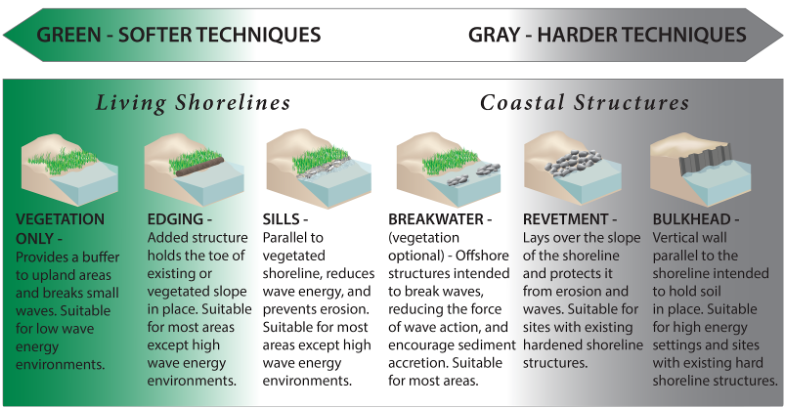 GREEN - SOFTER TECHNIQUES
GRAY - HARDER TECHNIQUES
Living Shorelines
Coastal Structures
VEGETATION
ONLY -
Provides a buffer
to upland areas
and breaks small
waves. Suitable
for low wave
energy
environments.
EDGING -
Added structure
holds the toe of
existing or
vegetated slope
in place. Suitable
for most areas
except high
wave energy
environments.
SILLS -
Parallel to
vegetated
shoreline, reduces
wave energy, and
prevents erosion.
Suitable for most
areas except high
wave energy
environments.
BREAKWATER -
(vegetation
optional) - Offshore
structures intended
to break waves,
reducing the force
of wave action, and
encourage sediment
accretion. Suitable
for most areas.
REVETMENT -
Lays over the slope
of the shoreline
and protects it
from erosion and
waves. Suitable for
sites with existing
hardened shoreline
structures.
BULKHEAD -
Vertical wall
parallel to the
shoreline intended
to hold soil
in place. Suitable
for high energy
settings and sites
with existing hard
shoreline structures.